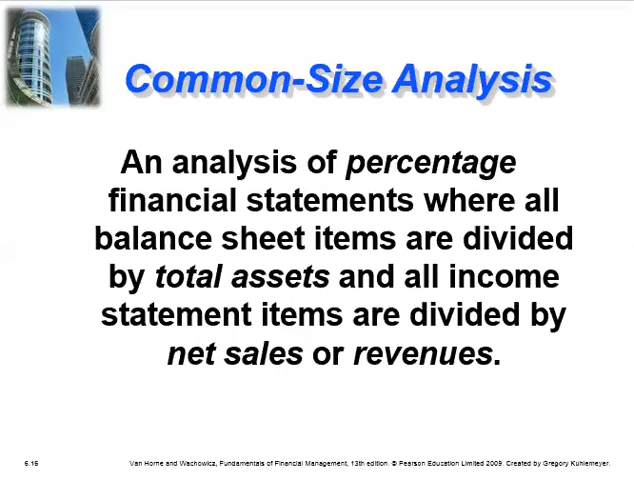 Common-Size Analysis
An analysis of percentage
financial statements where all
balance sheet items are divided
by total assets and all income
statement items are divided by
net sales or revenues.
6.16 Van Horne and Wachowicz, Fundamentals of Financial Management, 13th edition. © Pearson Education Limited 2009. Created by Gregory Kuhlemeyer.